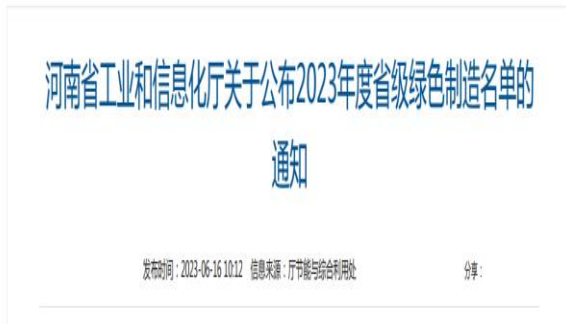 河南省工业和信息化厅关于公布2023年度省级绿色制造名单的
通知
发布时间：2023-06-16 10:12 信息来源：厅节能与综合利用处 分享：